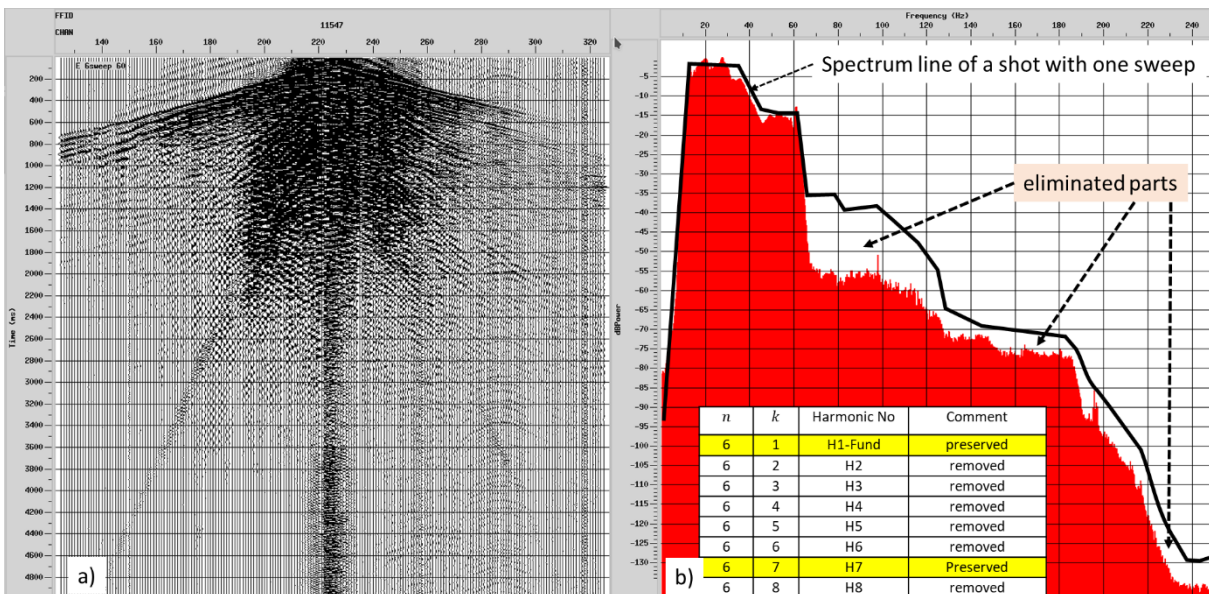 FFID
11547
CHAN
140 160 180 200 220 240 260 280 300 320
E 6sweep 60
200
400
600
800
1000
1200
1400
1600
1800
2000
2200
2400
2600
2800
3000
3200
3400
3600
3800
4000
4200
4400
4600
4800
Time (ms)
a)
Frequency (Hz)
20 40 60 80 100 120 140 160 180 200 220 240
-5
-10
-15
-20
-25
-30
-35
-40
-45
-50
-55
-60
-65
-70
-75
-80
-85
-90
-95
-100
-105
-110
-115
-120
-125
-130
dBPower
Spectrum line of a shot with one sweep
eliminated parts
n k Harmonic No Comment
6 1 H1-Fund preserved
6 2 H2 removed
6 3 H3 removed
6 4 H4 removed
6 5 H5 removed
6 6 H6 removed
6 7 H7 Preserved
6 8 H8 removed
b)